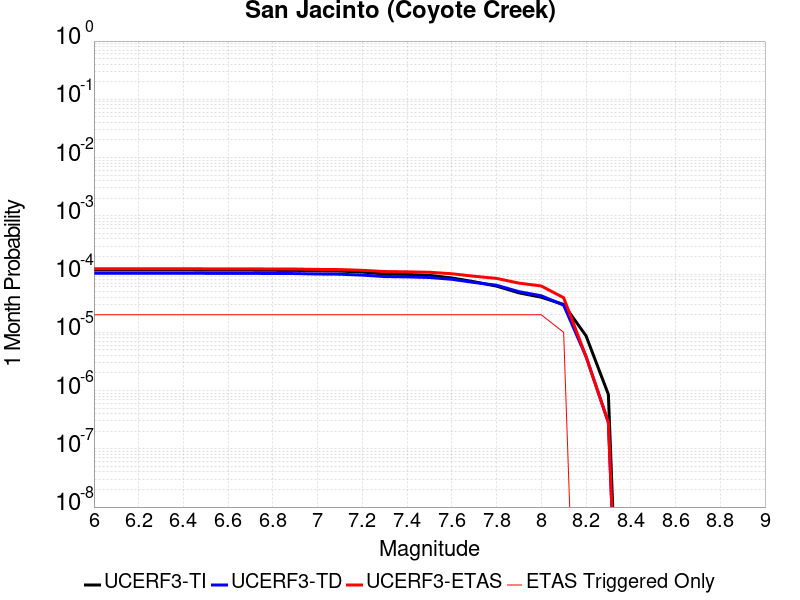 San Jacinto (Coyote Creek)
10^0
10^-1
10^-2
10^-3
10^-4
10^-5
10^-6
10^-7
10^-8
1 Month Probability
6 6.2 6.4 6.6 6.8 7 7.2 7.4 7.6 7.8 8 8.2 8.4 8.6 8.8 9
Magnitude
UCERF3-TI UCERF3-TD UCERF3-ETAS ETAS Triggered Only